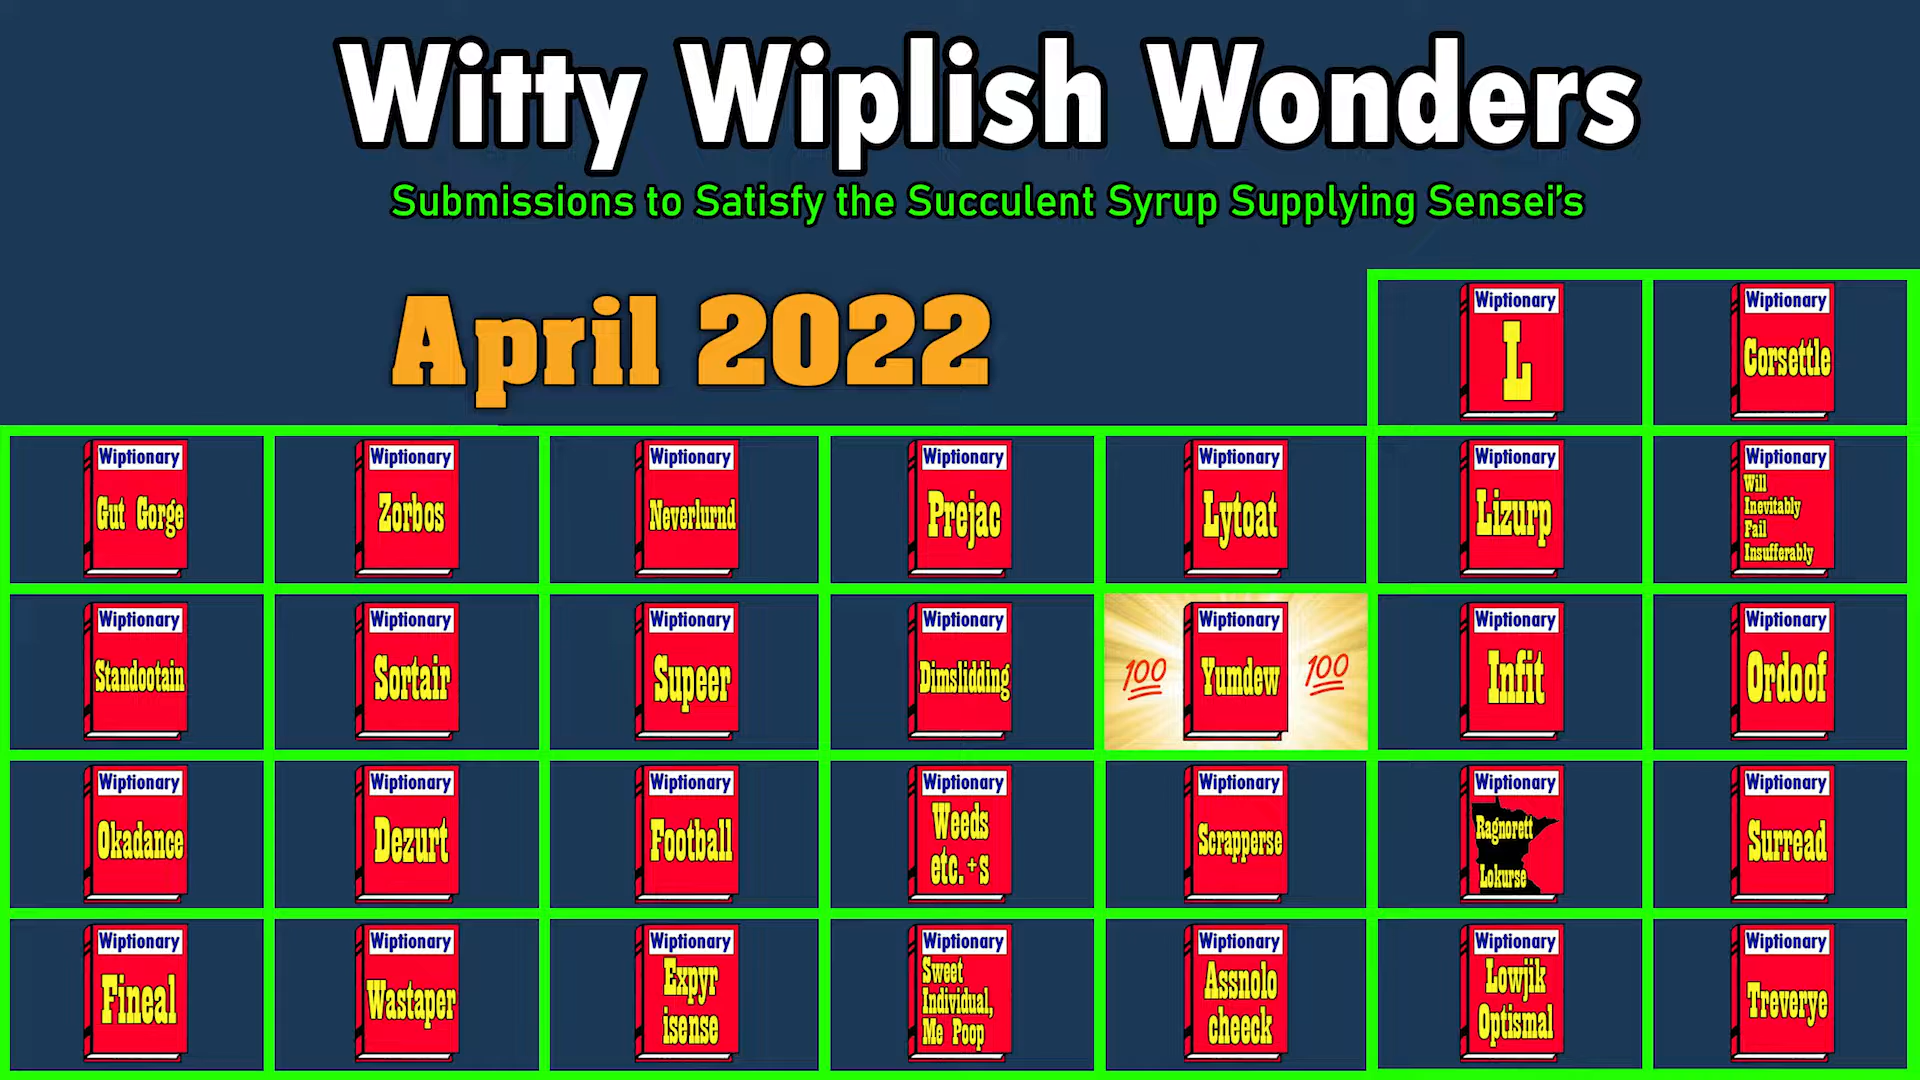 Witty Wiplish Wonders
Submissions to Satisfy the Succulent Syrup Supplying Sensei's
April 2022
Wiptionary
L
Wiptionary
Corsettle
Wiptionary
Gut Gorge
Wiptionary
Zorbos
Wiptionary
Neverlurnd
Wiptionary
Prejac
Wiptionary
Lytoat
Wiptionary
Lizurp
Wiptionary
Will
Inevitably
Fail
Insufferably
Wiptionary
Standootain
Wiptionary
Sortair
Wiptionary
Supeer
Wiptionary
Dimslidding
100
Wiptionary
Yumdew
100
Wiptionary
Infit
Wiptionary
Ordoof
Wiptionary
Okadance
Wiptionary
Dezurt
Wiptionary
Football
Wiptionary
Weeds
etc.+s
Wiptionary
Scrapperse
Wiptionary
Ragnorett
Lokurse
Wiptionary
Surread
Wiptionary
Fineal
Wiptionary
Wastaper
Wiptionary
Expyr
isense
Wiptionary
Sweet
Individual,
Me Poop
Wiptionary
Assnolo
cheeck
Wiptionary
Lowjik
Optismal
Wiptionary
Treverye